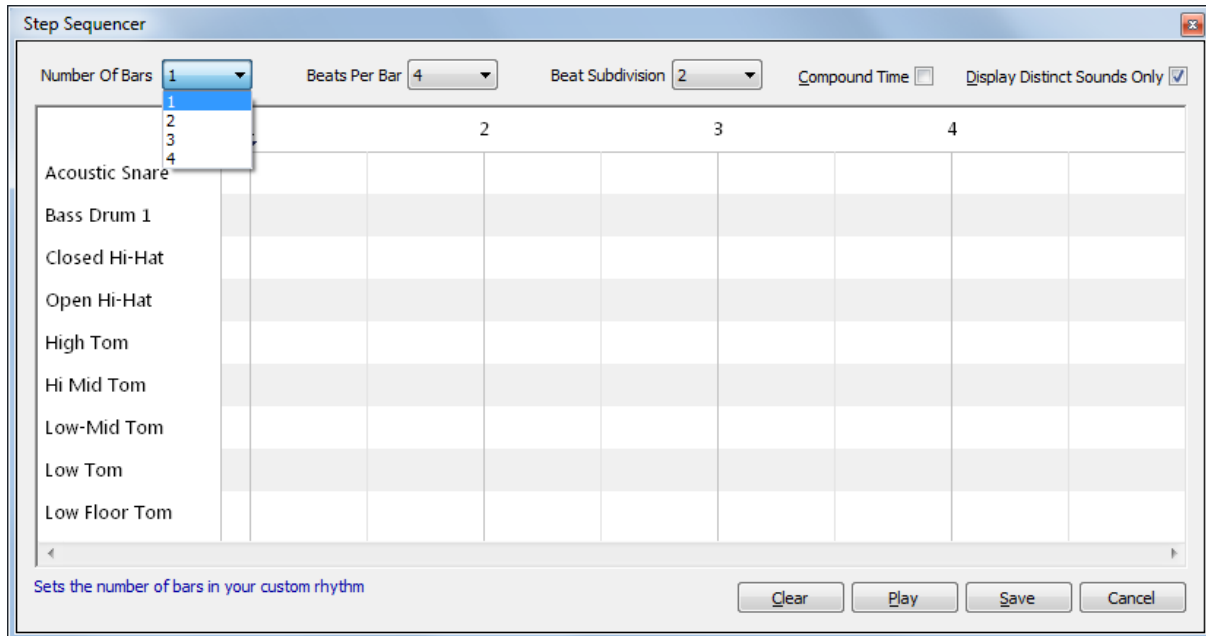 Step Sequencer
Number Of Bars 1 Beats Per Bar 4 Beat Subdivision 2 Compound Time Display Distinct Sounds Only
1
2
3
4
2 3 4
Acoustic Snare
Bass Drum 1
Closed Hi-Hat
Open Hi-Hat
High Tom
Hi Mid Tom
Low-Mid Tom
Low Tom
Low Floor Tom
Sets the number of bars in your custom rhythm
Clear Play Save Cancel